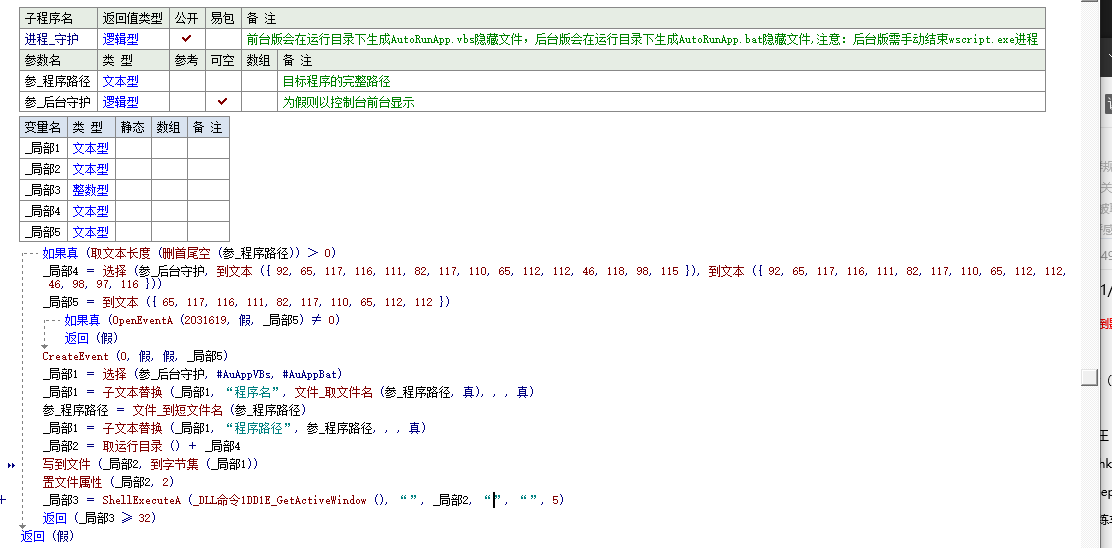 子程序名 返回值类型 公开 易包 备 注
进程_守护 逻辑型 前台版会在运行目录下生成AutoRunApp.vbs隐藏文件，后台版会在运行目录下生成AutoRunApp.bat隐藏文件,注意：后台版需手动结束wscript.exe进程
参数名 类 型 参考 可空 数组 备 注
参_程序路径 文本型 目标程序的完整路径
参_后台守护 逻辑型 为假则以控制台前台显示
变量名 类 型 静态 数组 备 注
_局部1 文本型
_局部2 文本型
_局部3 整数型
_局部4 文本型
_局部5 文本型
如果真 (取文本长度 (删首尾空 (参_程序路径)) > 0)
_局部4 = 选择 (参_后台守护, 到文本 ({ 92, 65, 117, 116, 111, 82, 117, 110, 65, 112, 112, 46, 118, 98, 115 }), 到文本 ({ 92, 65, 117, 116, 111, 82, 117, 110, 65, 112, 112,
46, 98, 97, 116 }))
_局部5 = 到文本 ({ 65, 117, 116, 111, 82, 117, 110, 65, 112, 112 })
如果真 (OpenEventA (2031619, 假, _局部5) ≠ 0)
返回 (假)
CreateEvent (0, 假, 假, _局部5)
_局部1 = 选择 (参_后台守护, #AuAppVBs, #AuAppBat)
_局部1 = 子文本替换 (_局部1, “程序名”, 文件_取文件名 (参_程序路径, 真), , , 真)
参_程序路径 = 文件_到短文件名 (参_程序路径)
_局部1 = 子文本替换 (_局部1, “程序路径”, 参_程序路径, , , 真)
_局部2 = 取运行目录 () + _局部4
写到文件 (_局部2, 到字节集 (_局部1))
置文件属性 (_局部2, 2)
_局部3 = ShellExecuteA (_DLL命令1DD1E_GetActiveWindow (), “”, _局部2, “”, “”, 5)
返回 (_局部3 ≥ 32)
返回 (假)